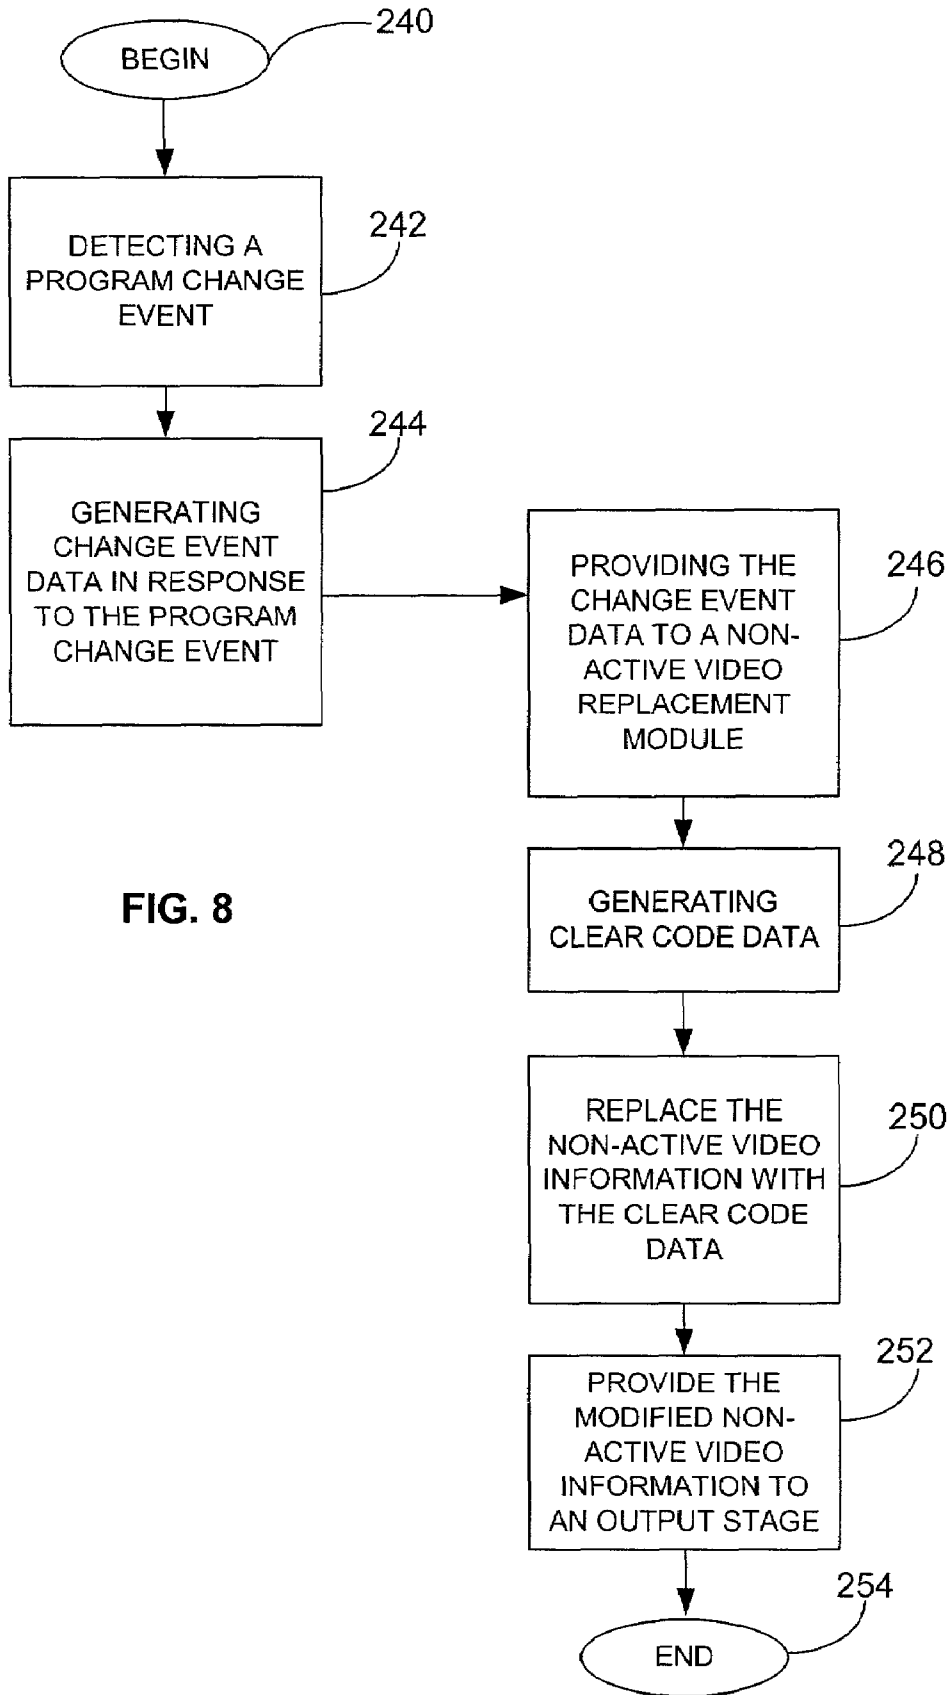 240
BEGIN
242
DETECTING A
PROGRAM CHANGE
EVENT
244
GENERATING
CHANGE EVENT
DATA IN RESPONSE
TO THE PROGRAM
CHANGE EVENT
246
PROVIDING THE
CHANGE EVENT
DATA TO A NON-
ACTIVE VIDEO
REPLACEMENT
MODULE
248
GENERATING
CLEAR CODE DATA
FIG. 8
250
REPLACE THE
NON-ACTIVE VIDEO
INFORMATION WITH
THE CLEAR CODE
DATA
252
PROVIDE THE
MODIFIED NON-
ACTIVE VIDEO
INFORMATION TO
AN OUTPUT STAGE
254
END